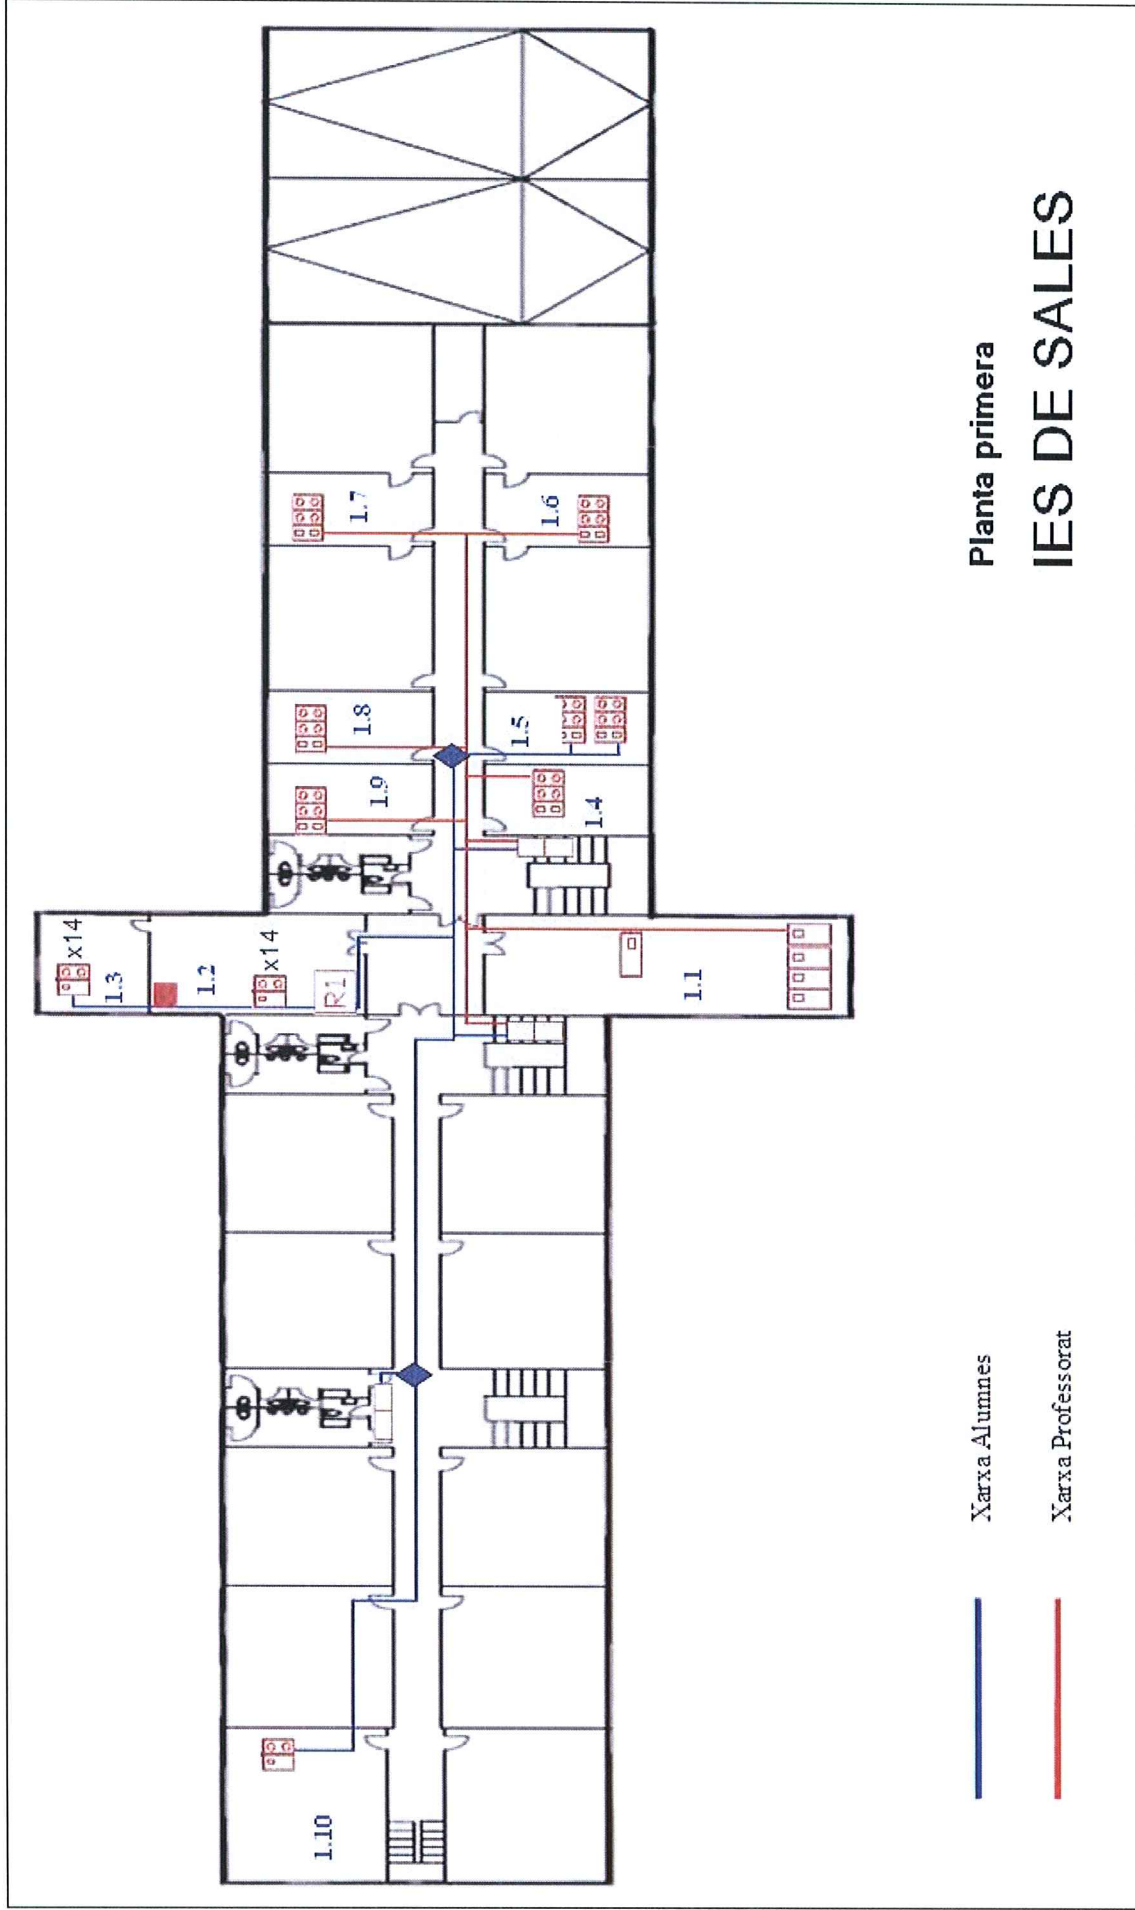 1.3
x14
1.2
x14
R1
1.1
1.9
1.8
1.7
1.4
1.5
1.6
1.10
Xarxa Alumnes
Xarxa Professorat
Planta primera
IES DE SALES